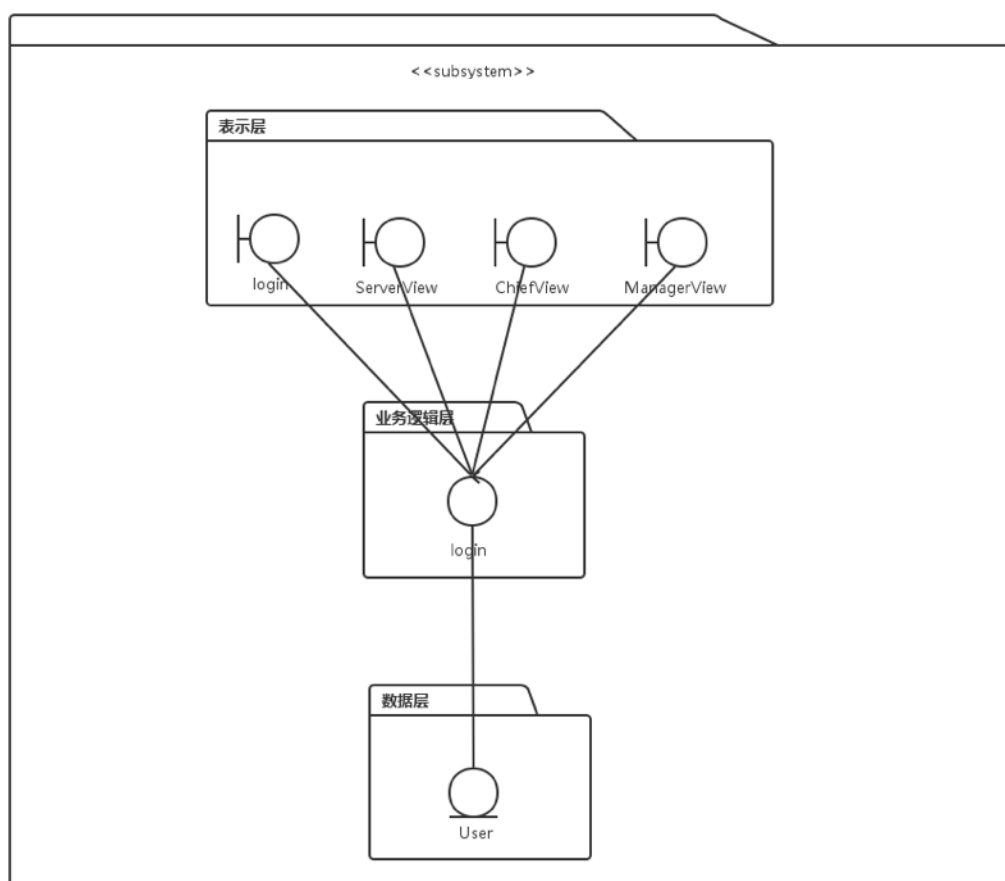 <<subsystem>>
表示层
login
ServerView
ChiefView
ManagerView
业务逻辑层
login
数据层
User